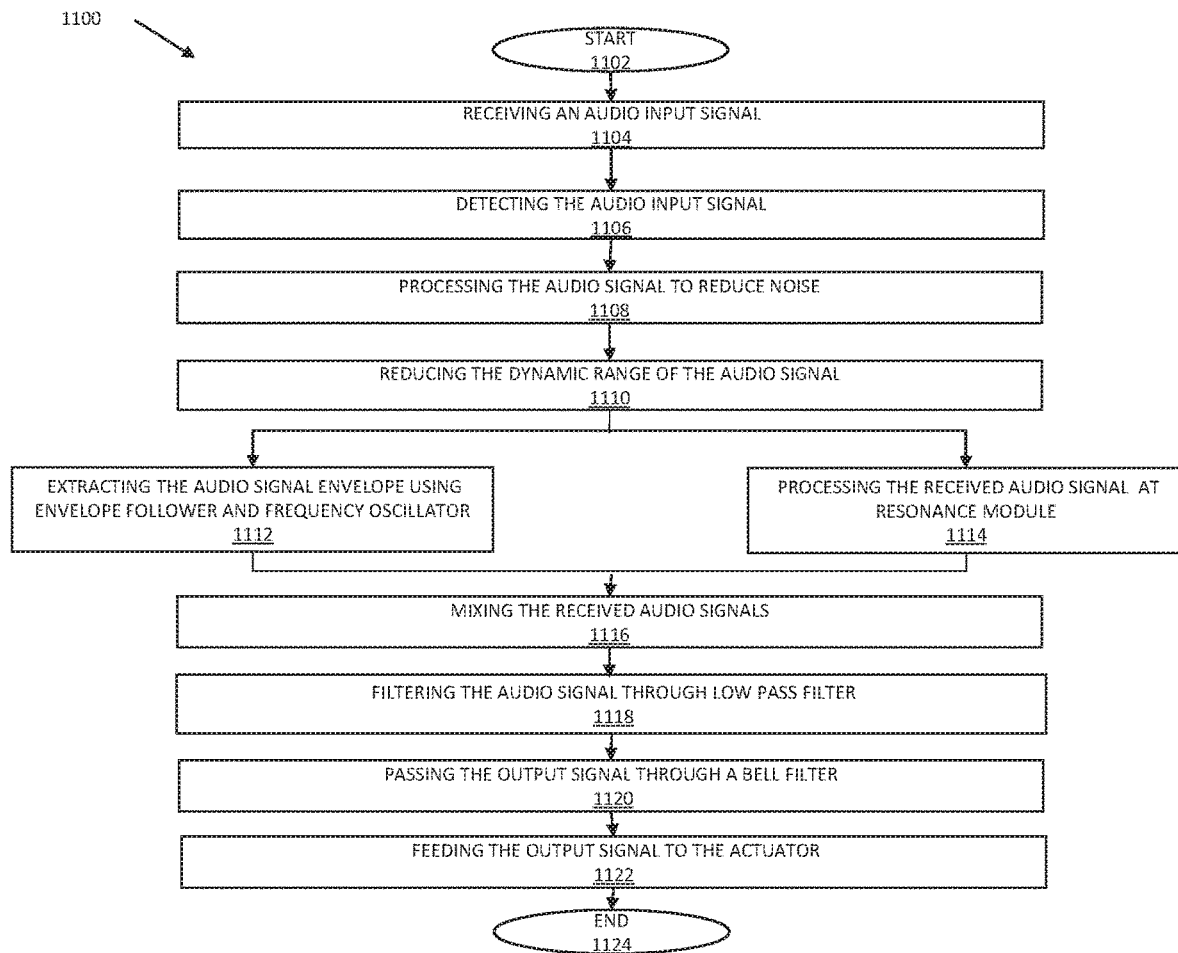 1100
START
1102
RECEIVING AN AUDIO INPUT SIGNAL
1104
DETECTING THE AUDIO INPUT SIGNAL
1106
PROCESSING THE AUDIO SIGNAL TO REDUCE NOISE
1108
REDUCING THE DYNAMIC RANGE OF THE AUDIO SIGNAL
1110
EXTRACTING THE AUDIO SIGNAL ENVELOPE USING
ENVELOPE FOLLOWER AND FREQUENCY OSCILLATOR
1112
PROCESSING THE RECEIVED AUDIO SIGNAL AT
RESONANCE MODULE
1114
MIXING THE RECEIVED AUDIO SIGNALS
1116
FILTERING THE AUDIO SIGNAL THROUGH LOW PASS FILTER
1118
PASSING THE OUTPUT SIGNAL THROUGH A BELL FILTER
1120
FEEDING THE OUTPUT SIGNAL TO THE ACTUATOR
1122
END
1124